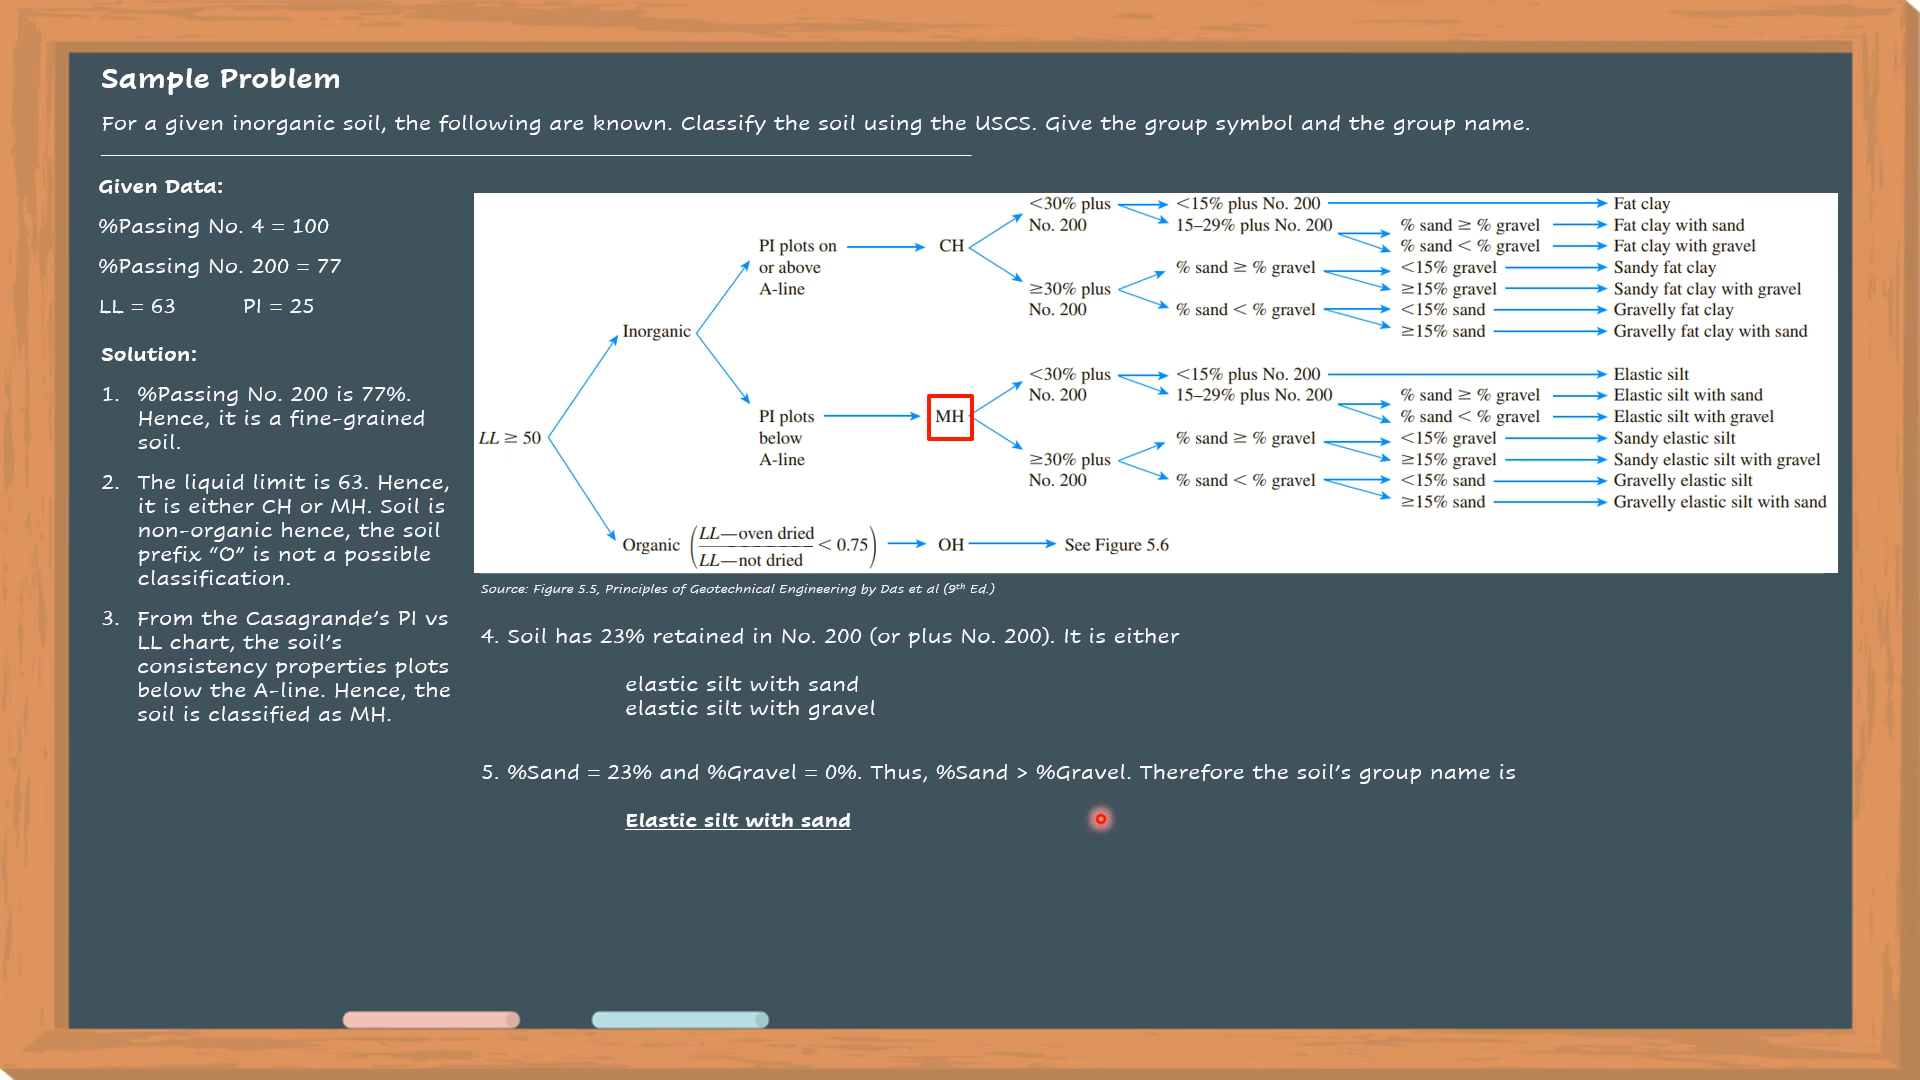 Sample Problem
For a given inorganic soil, the following are known. Classify the soil using the USCS. Give the group symbol and the group name.
Given Data:
%Passing No. 4 = 100
%Passing No. 200 = 77
LL = 63 PI = 25
Solution:
1. %Passing No. 200 is 77%.
Hence, it is a fine-grained
soil.
2. The liquid limit is 63. Hence,
it is either CH or MH. Soil is
non-organic hence, the soil
prefix “O” is not a possible
classification.
3. From the Casagrande’s PI vs
LL chart, the soil’s
consistency properties plots
below the A-line. Hence, the
soil is classified as MH.
LL ≥ 50
Inorganic
PI plots on
or above
A-line
CH
<30% plus
No. 200
<15% plus No. 200
Fat clay
15–29% plus No. 200
% sand ≥ % gravel
Fat clay with sand
% sand < % gravel
Fat clay with gravel
≥30% plus
No. 200
% sand ≥ % gravel
<15% gravel
Sandy fat clay
≥15% gravel
Sandy fat clay with gravel
% sand < % gravel
<15% sand
Gravelly fat clay
≥15% sand
Gravelly fat clay with sand
PI plots
below
A-line
MH
<30% plus
No. 200
<15% plus No. 200
Elastic silt
15–29% plus No. 200
% sand ≥ % gravel
Elastic silt with sand
% sand < % gravel
Elastic silt with gravel
≥30% plus
No. 200
% sand ≥ % gravel
<15% gravel
Sandy elastic silt
≥15% gravel
Sandy elastic silt with gravel
% sand < % gravel
<15% sand
Gravelly elastic silt
≥15% sand
Gravelly elastic silt with sand
Organic (LL—oven dried / LL—not dried < 0.75)
OH
See Figure 5.6
Source: Figure 5.5, Principles of Geotechnical Engineering by Das et al (9th Ed.)
4. Soil has 23% retained in No. 200 (or plus No. 200). It is either
elastic silt with sand
elastic silt with gravel
5. %Sand = 23% and %Gravel = 0%. Thus, %Sand > %Gravel. Therefore the soil’s group name is
Elastic silt with sand